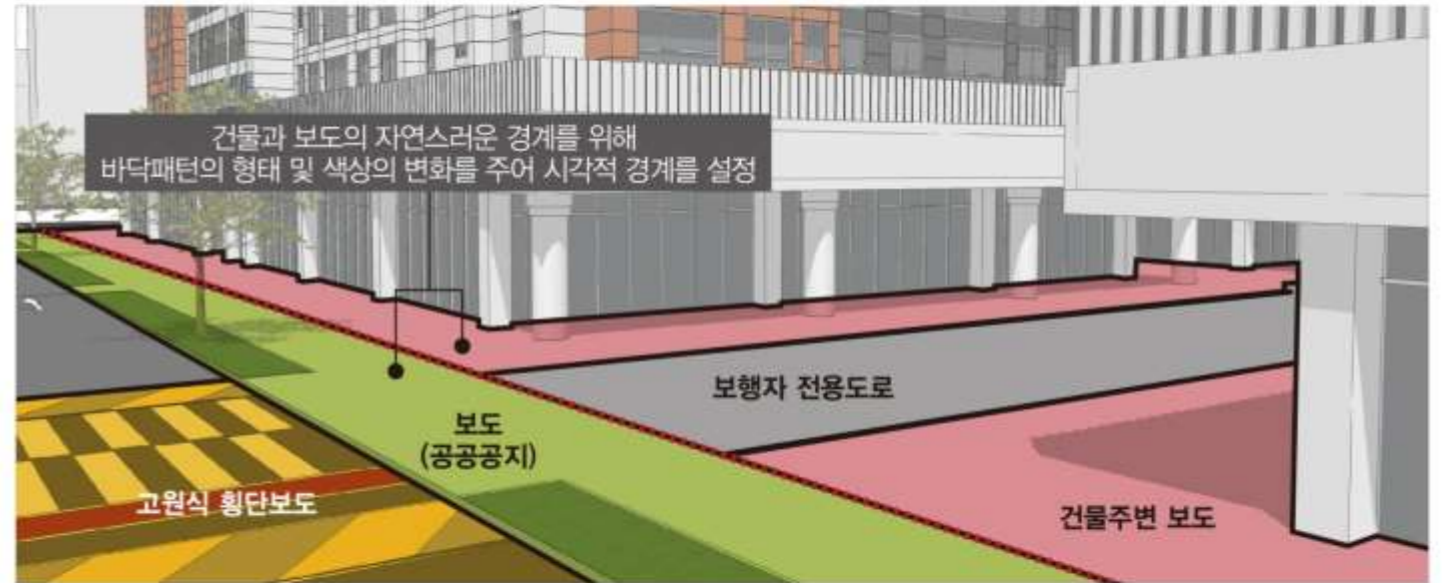 건물과 보도의 자연스러운 경계를 위해
바닥패턴의 형태 및 색상의 변화를 주어 시각적 경계를 설정
보행자 전용도로
보도
(공공공지)
고원식 횡단보도
건물주변 보도